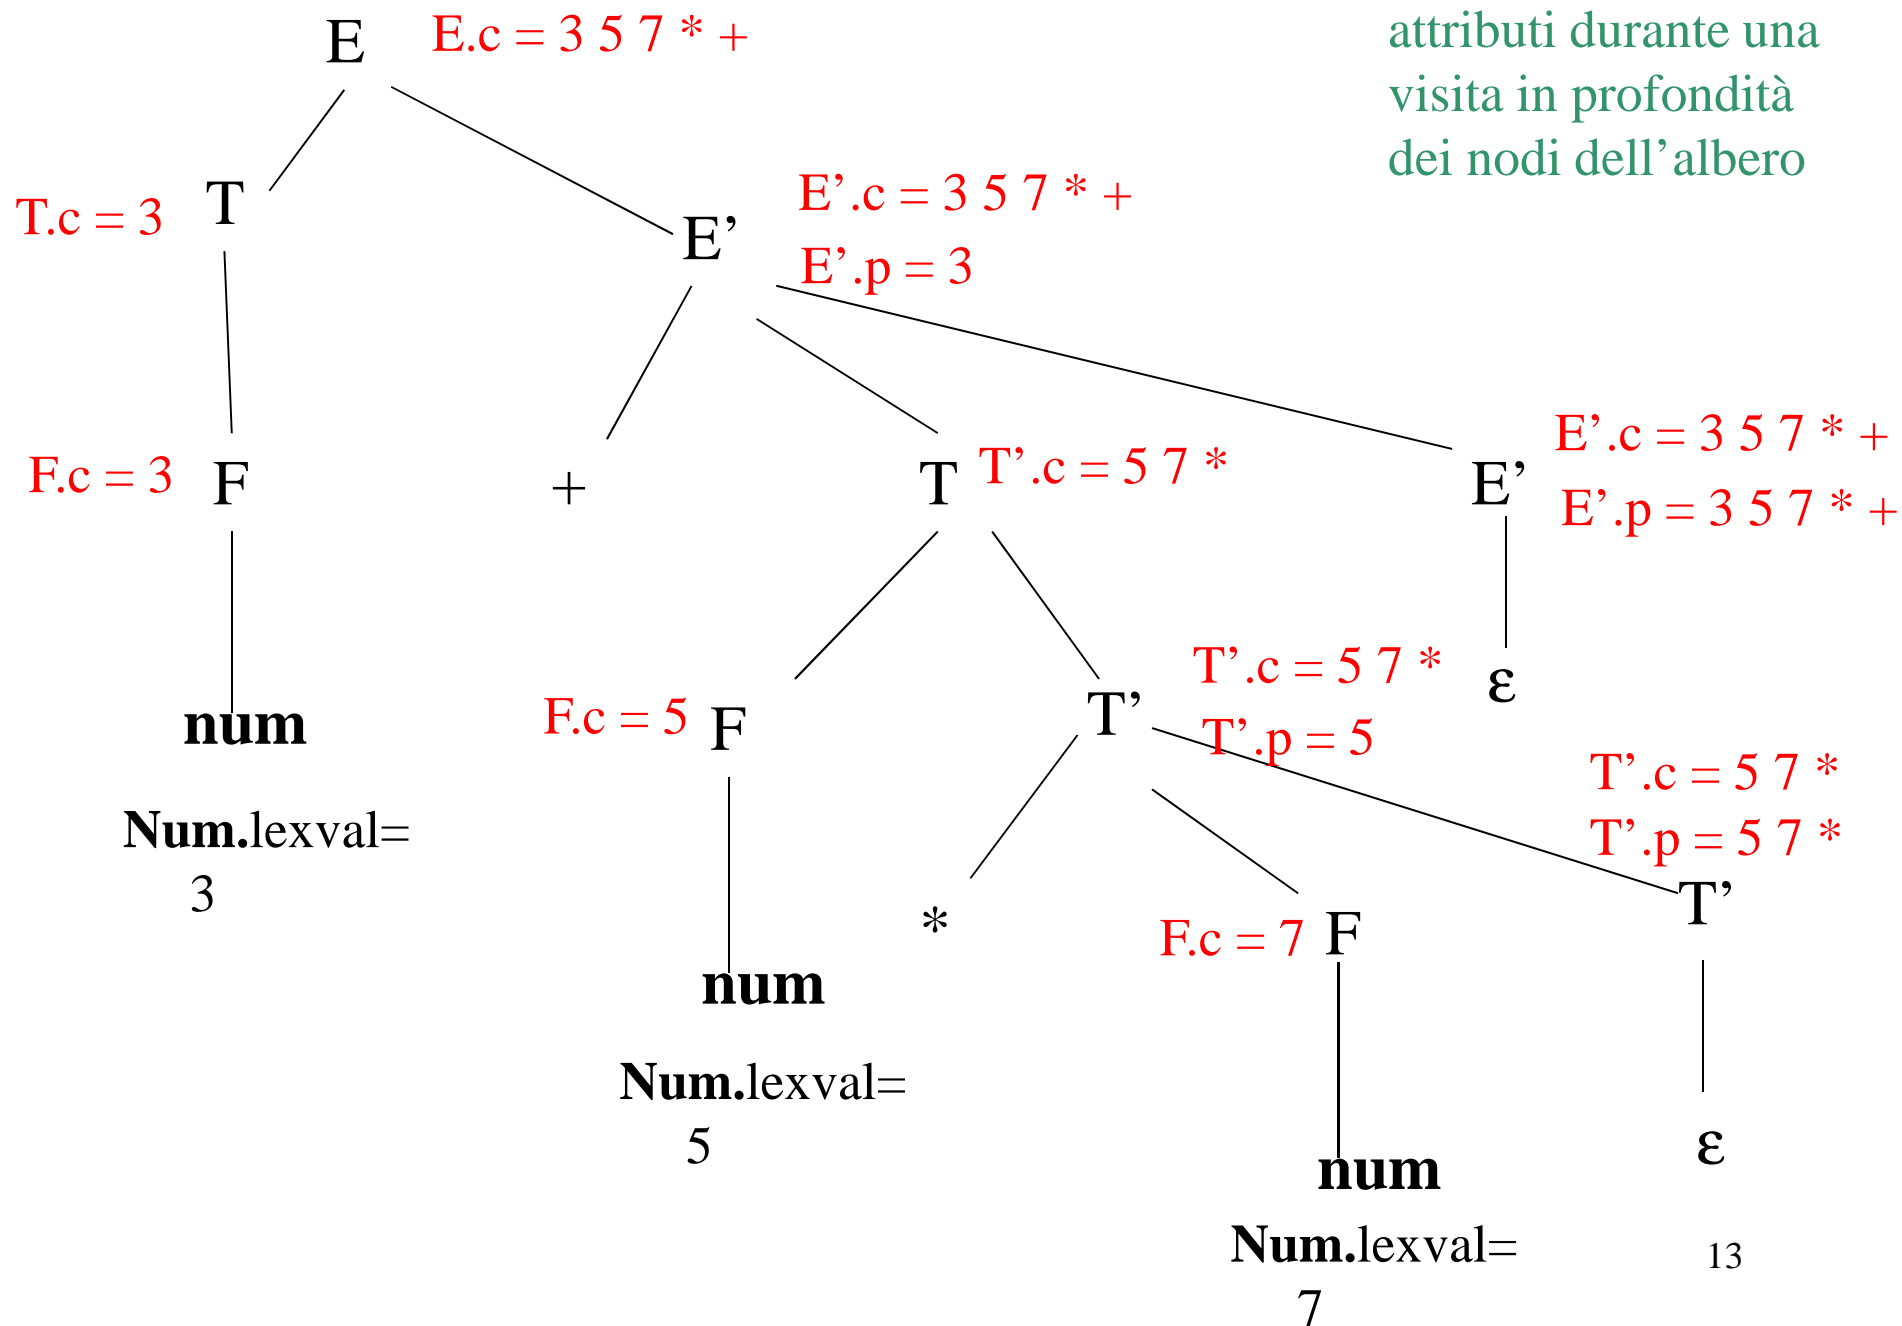 E E.c = 3 5 7 * +
attributi durante una
visita in profondità
dei nodi dell’albero
T.c = 3 T
E’ E’.c = 3 5 7 * +
E’.p = 3
F.c = 3 F
+
T T’.c = 5 7 *
E’ E’.c = 3 5 7 * +
E’.p = 3 5 7 * +
num
Num.lexval=
3
F.c = 5 F
T’ T’.c = 5 7 *
T’.p = 5
ε
T’.c = 5 7 *
T’.p = 5 7 *
T’
*
F.c = 7 F
num
Num.lexval=
5
num
ε
Num.lexval=
7
13